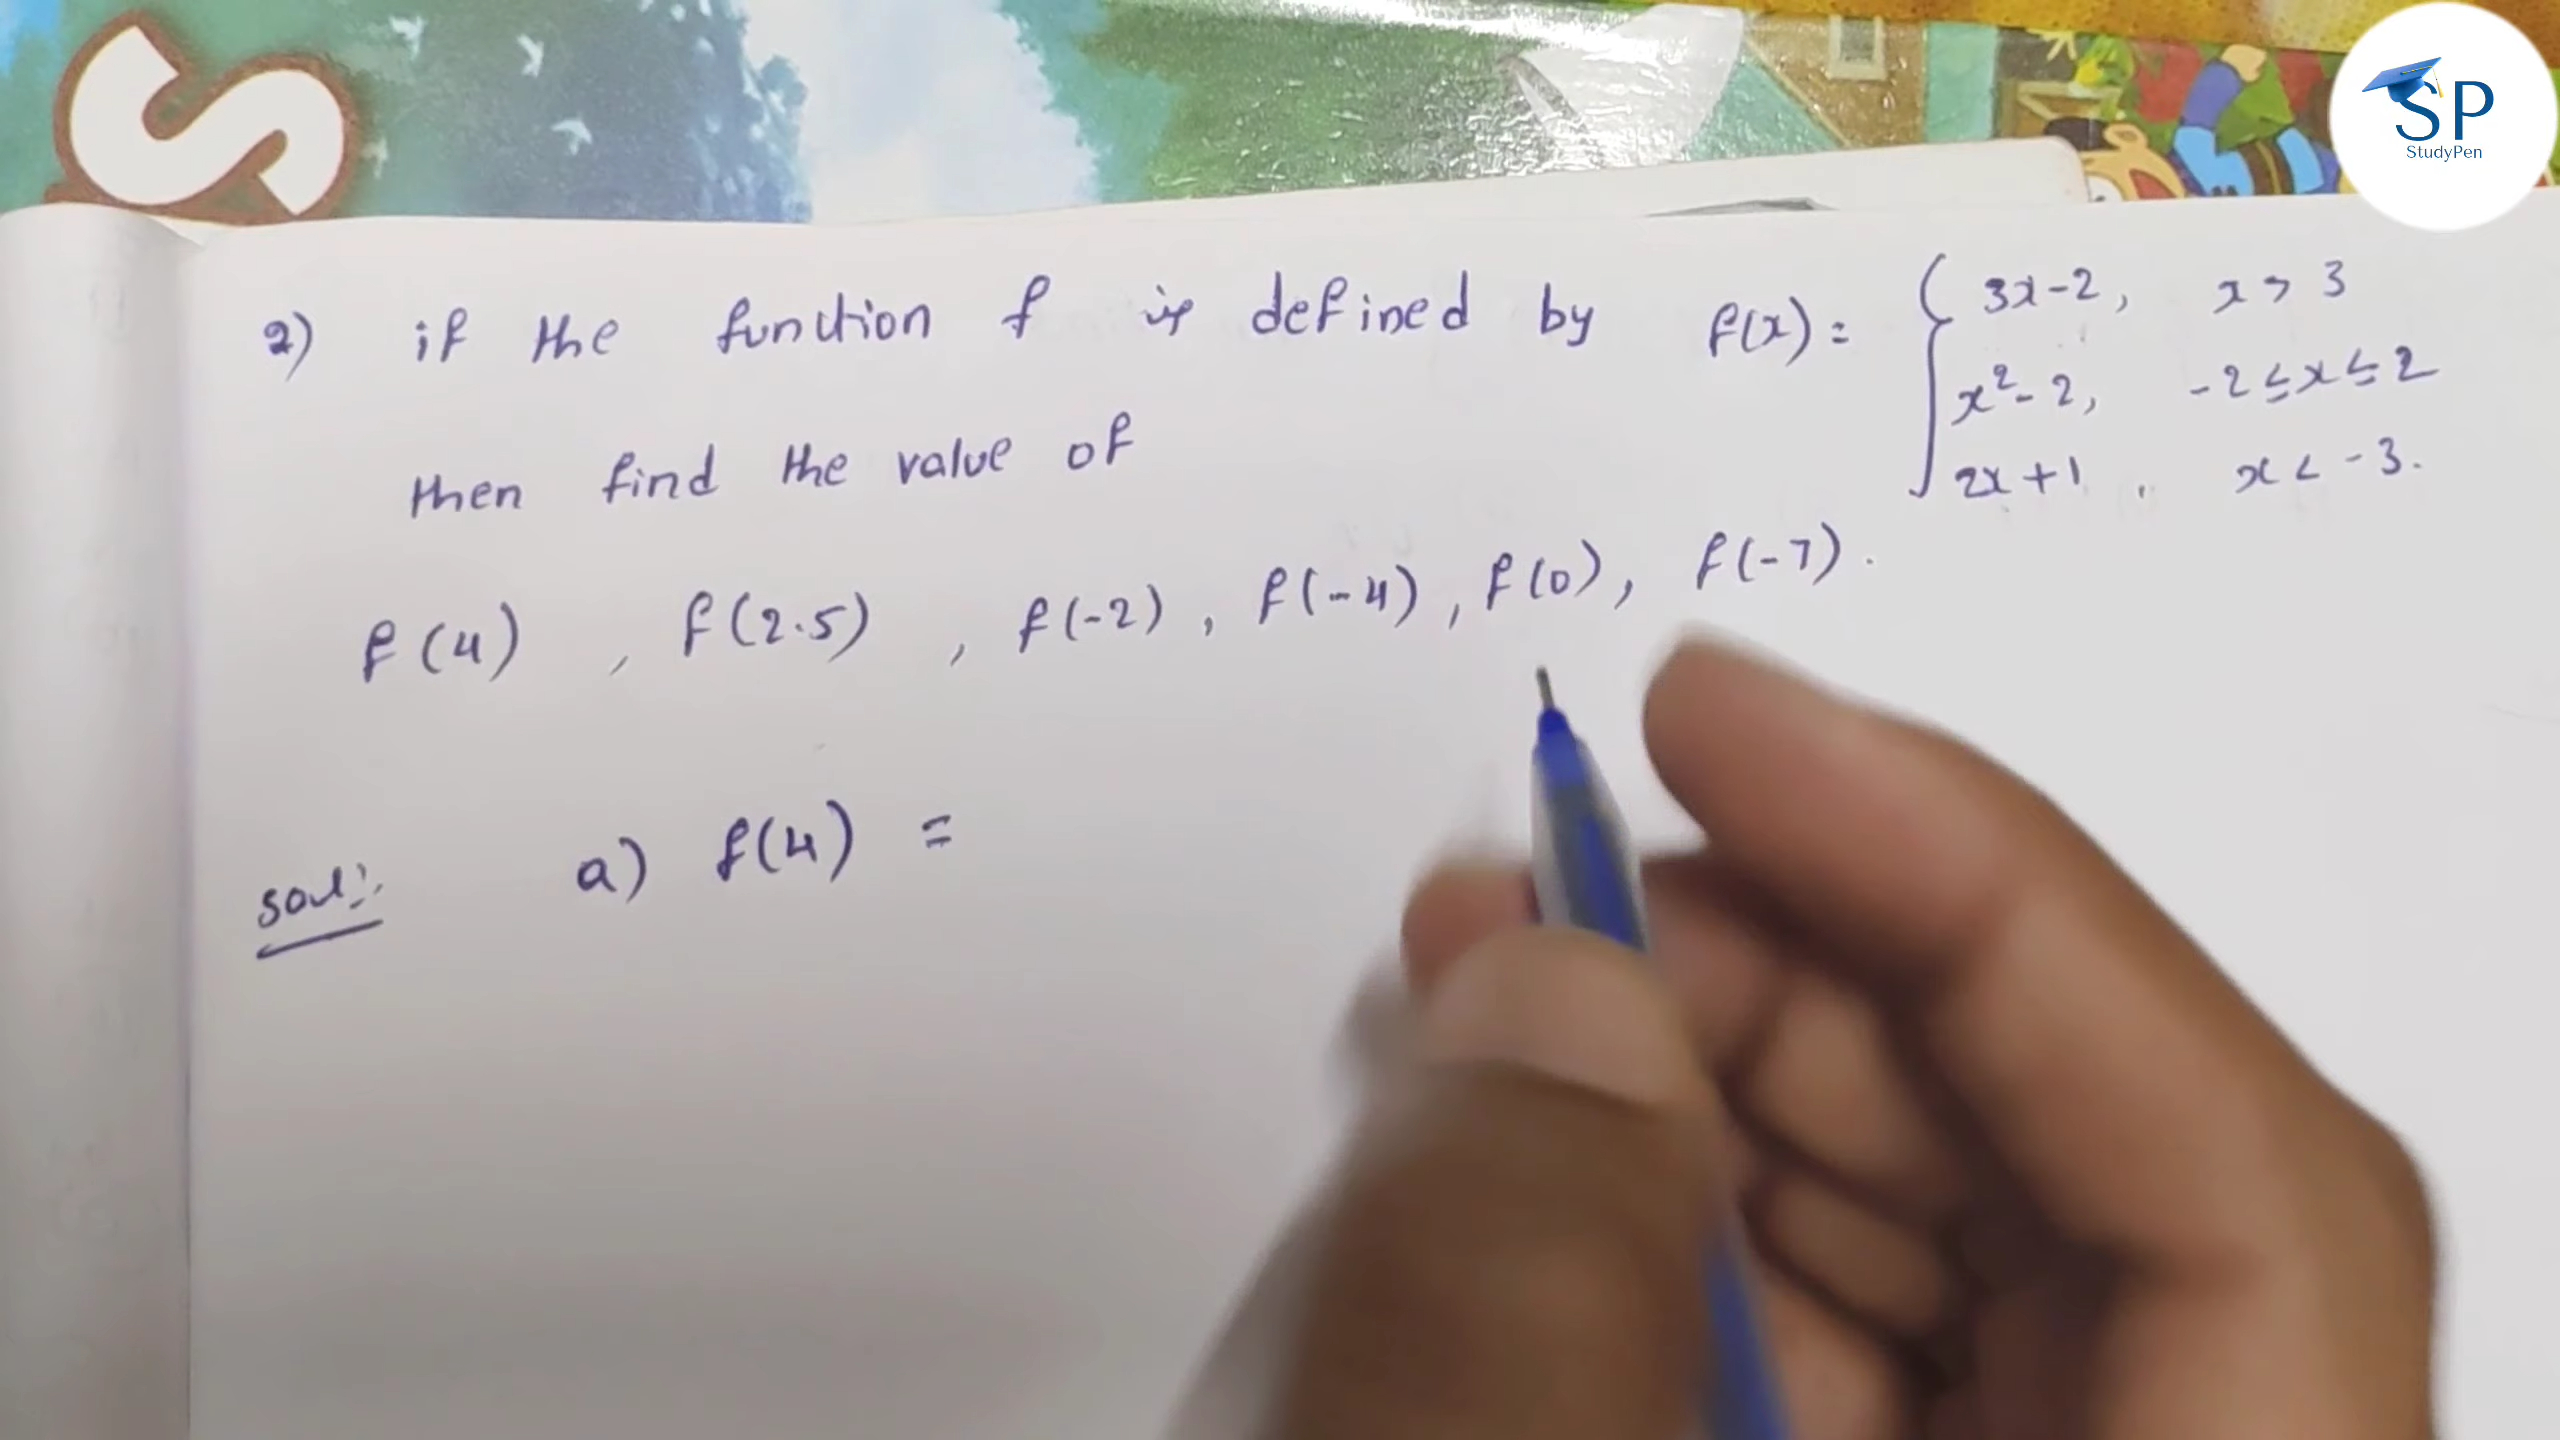 S
SP
StudyPen
2) if the function f is defined by f(x) = { 3x-2, x > 3
x²-2, -2 ≤ x ≤ 2
2x+1, x < -3.
then find the value of
f(4), f(2.5), f(-2), f(-4), f(0), f(-7).
soul:- a) f(4) =